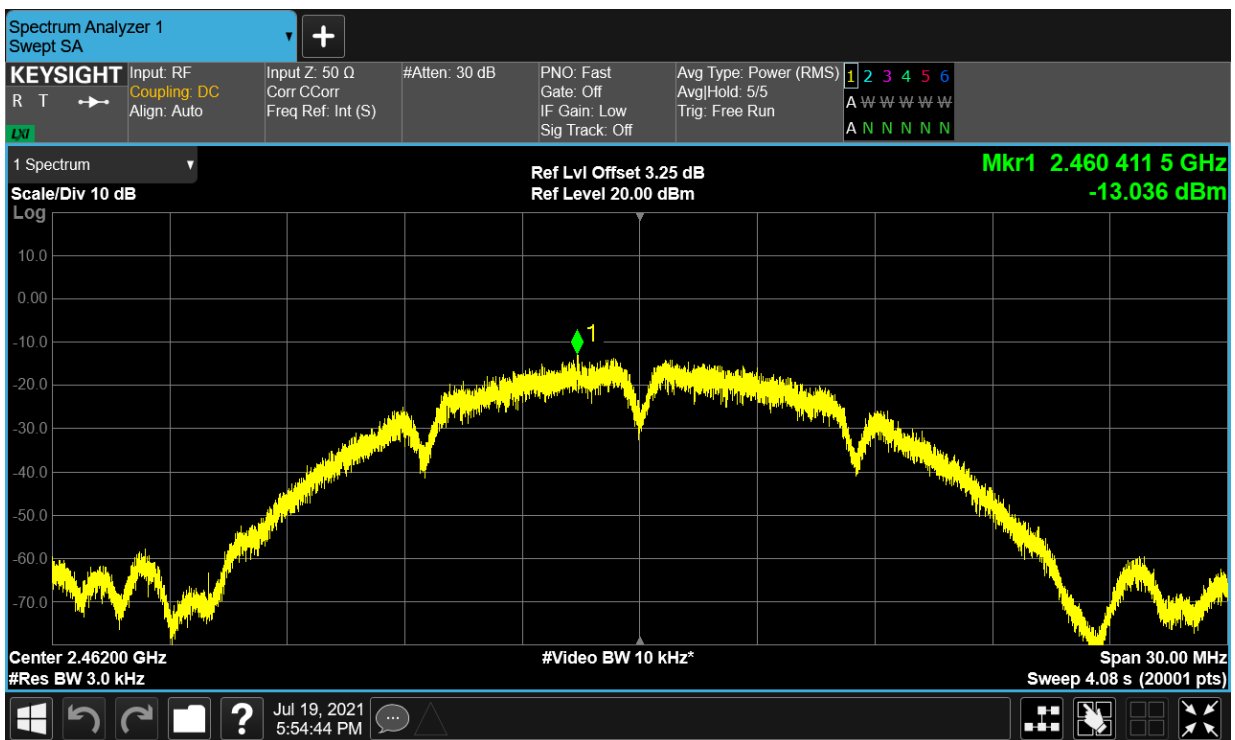 Spectrum Analyzer 1
Swept SA
+
KEYSIGHT
R T
LXI
Input: RF
Coupling: DC
Align: Auto
Input Z: 50 Ω
Corr CCorr
Freq Ref: Int (S)
#Atten: 30 dB
PNO: Fast
Gate: Off
IF Gain: Low
Sig Track: Off
Avg Type: Power (RMS)
Avg|Hold: 5/5
Trig: Free Run
1 2 3 4 5 6
A W W W W W
A N N N N N
1 Spectrum
Scale/Div 10 dB
Log
Ref Lvl Offset 3.25 dB
Ref Level 20.00 dBm
Mkr1 2.460 411 5 GHz
-13.036 dBm
10.0
0.00
-10.0
-20.0
-30.0
-40.0
-50.0
-60.0
-70.0
1
Center 2.46200 GHz
#Res BW 3.0 kHz
#Video BW 10 kHz*
Span 30.00 MHz
Sweep 4.08 s (20001 pts)
?
Jul 19, 2021
5:54:44 PM